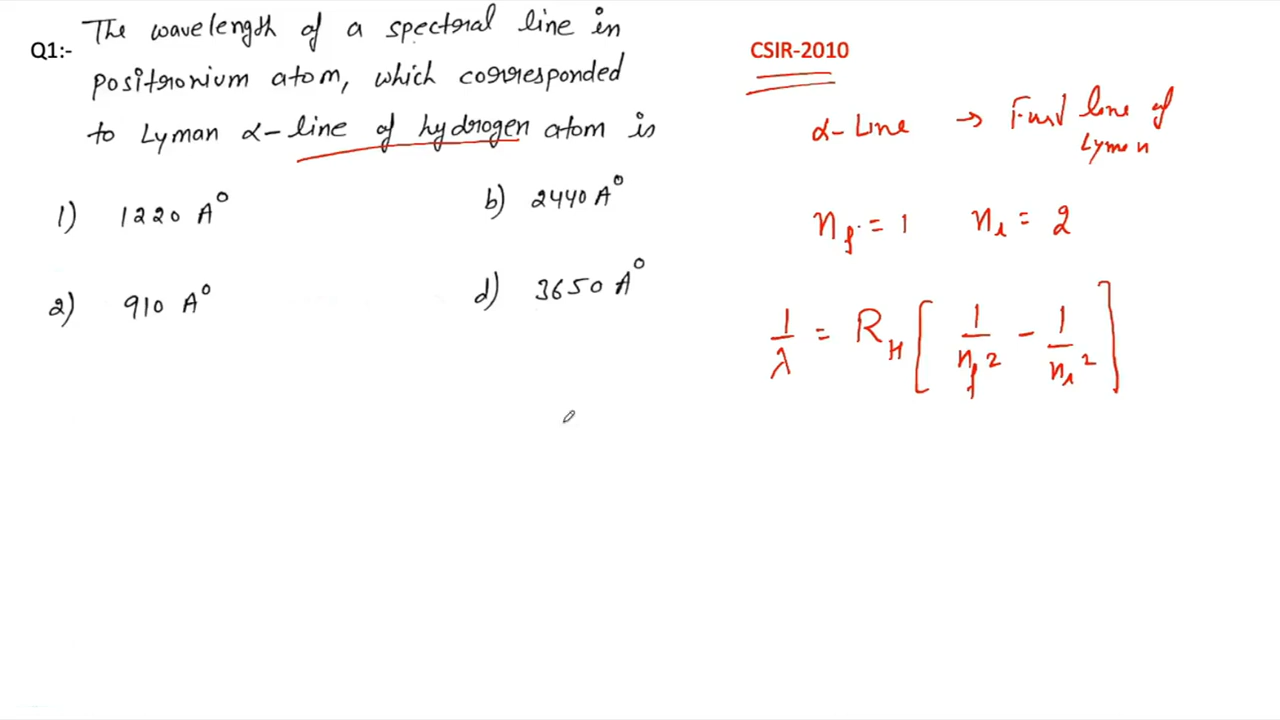 Q1:- The wavelength of a spectral line in
positronium atom, which corresponded
to Lyman α-line of hydrogen atom is
1) 1220 A° b) 2440 A°
2) 910 A° d) 3650 A°
CSIR-2010
α-Line → First line of
Lyman
n_f = 1 n_i = 2
1/λ = R_H [ 1/n_f² - 1/n_i² ]